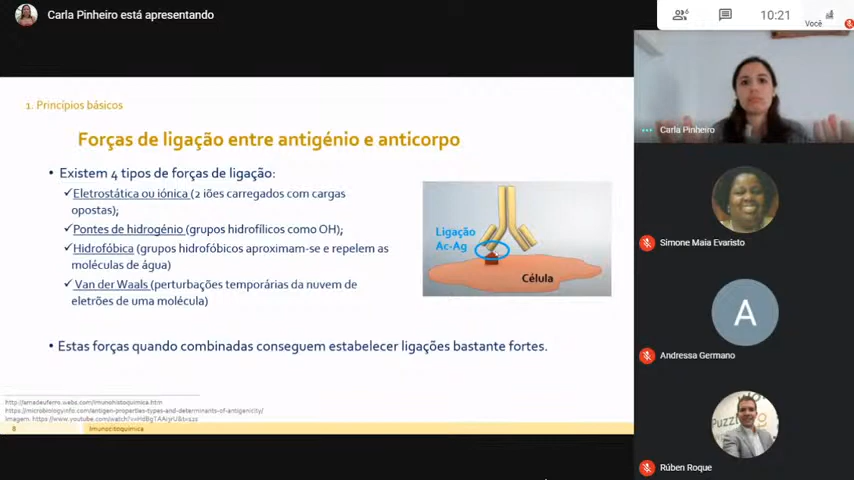 Carla Pinheiro está apresentando
6
10:21
Você
1. Princípios básicos
Forças de ligação entre antigénio e anticorpo
• Existem 4 tipos de forças de ligação:
✓Eletrostática ou iónica (2 iões carregados com cargas
opostas);
✓Pontes de hidrogénio (grupos hidrofílicos como OH);
✓Hidrofóbica (grupos hidrofóbicos aproximam-se e repelem as
moléculas de água)
✓Van der Waals (perturbações temporárias da nuvem de
eletrões de uma molécula)
Ligação
Ac-Ag
Célula
• Estas forças quando combinadas conseguem estabelecer ligações bastante fortes.
8
Imunocitoquímica
Carla Pinheiro
Simone Maia Evaristo
A
Andressa Germano
Rúben Roque